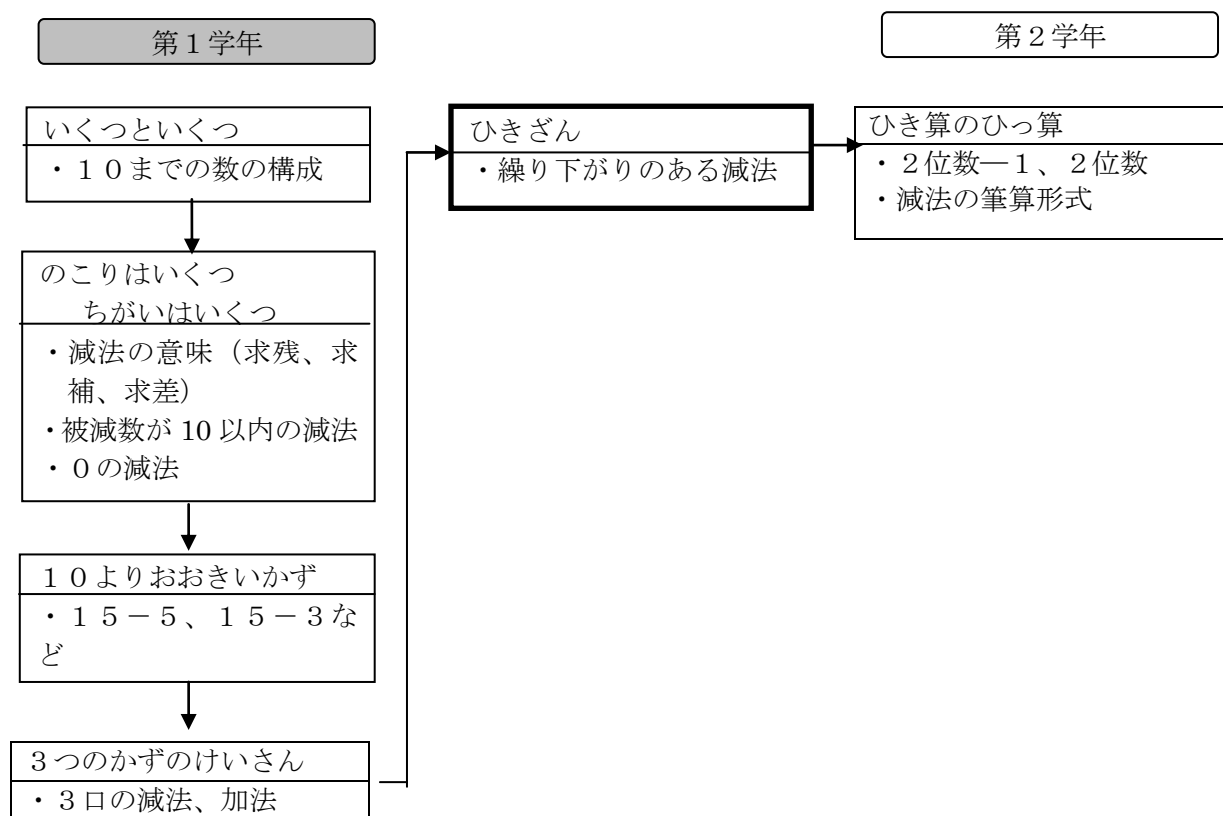 第１学年
第２学年
いくつといくつ
・１０までの数の構成
のこりはいくつ
ちがいはいくつ
・減法の意味（求残、求
補、求差）
・被減数が 10 以内の減法
・０の減法
１０よりおおきいかず
・１５－５、１５－３な
ど
３つのかずのけいさん
・３口の減法、加法
ひきざん
・繰り下がりのある減法
ひき算のひっ算
・２位数―１、２位数
・減法の筆算形式